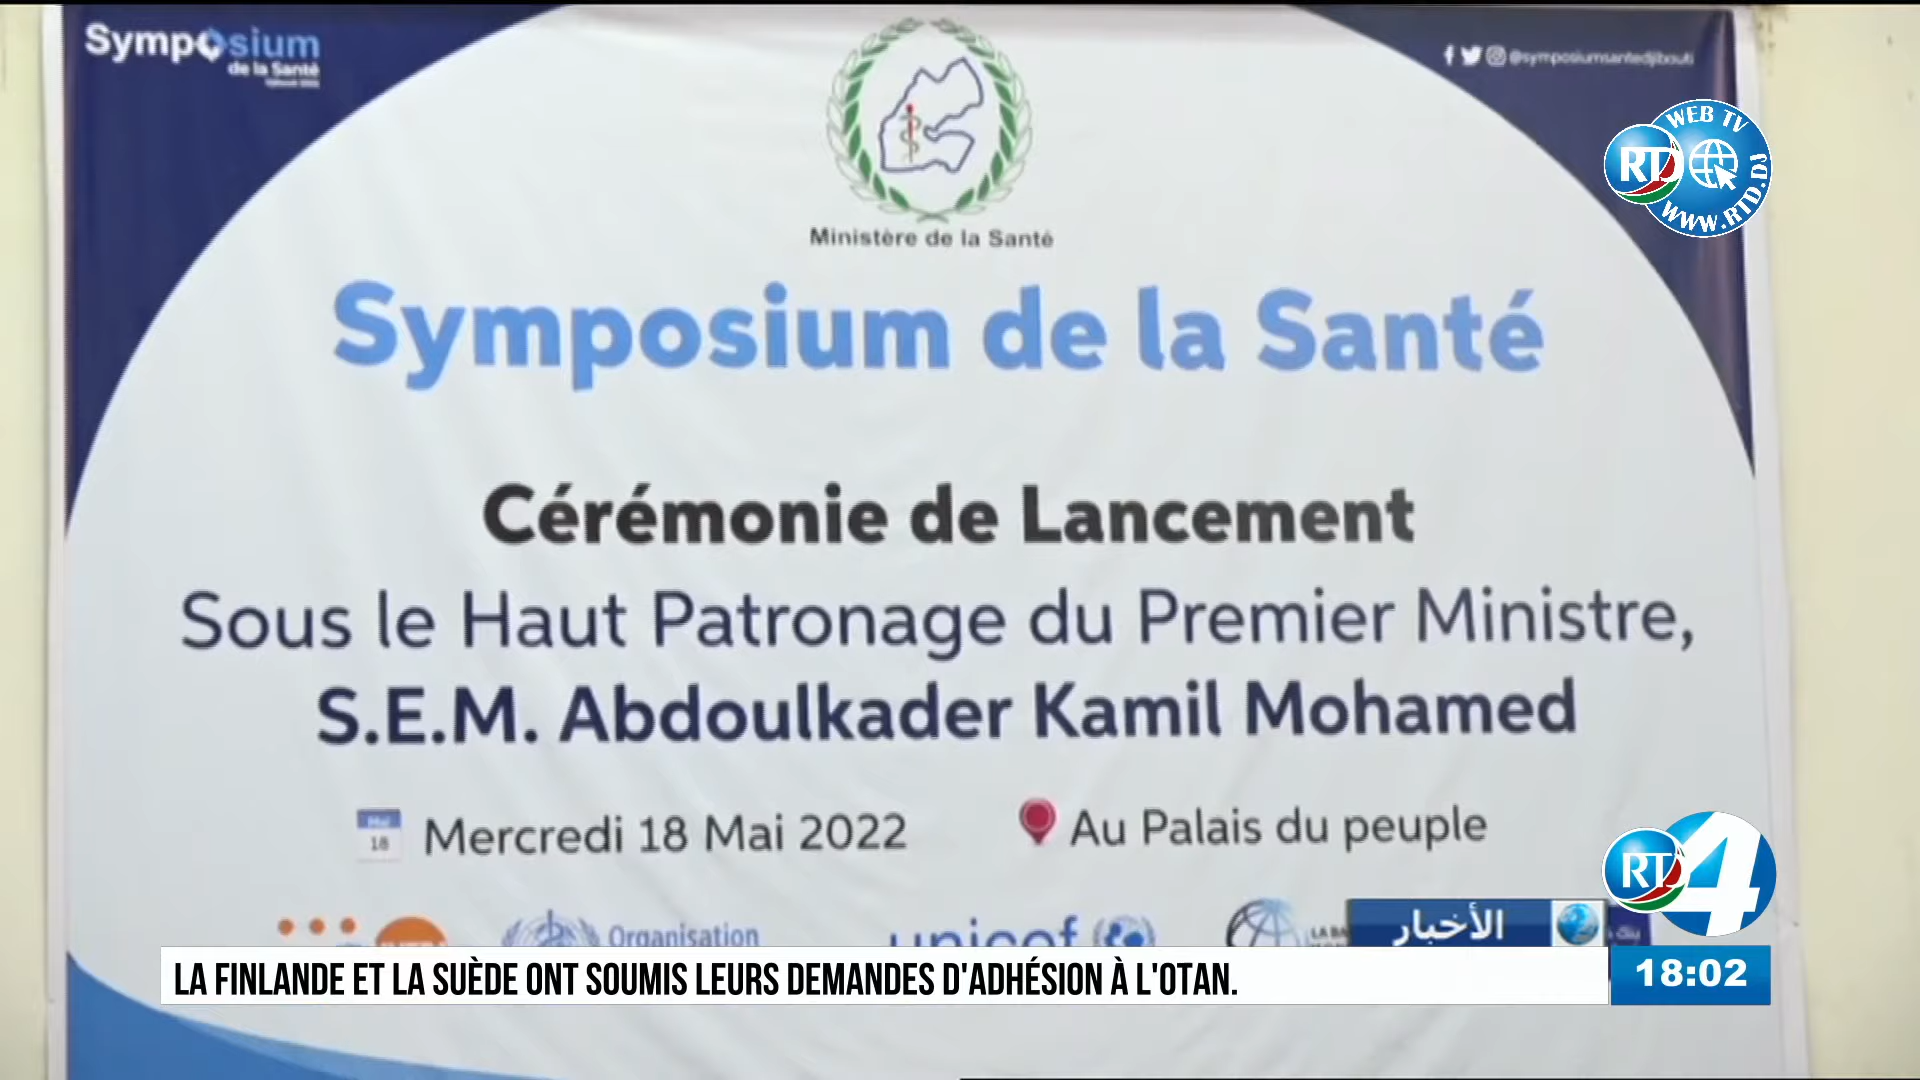 Symposium
de la Santé
@symposiumsantedjibouti
WEB TV
RTD
WWW.RTD.DJ
Ministère de la Santé
Symposium de la Santé
Cérémonie de Lancement
Sous le Haut Patronage du Premier Ministre,
S.E.M. Abdoulkader Kamil Mohamed
Mai
18
Mercredi 18 Mai 2022
Au Palais du peuple
Organisation
unicef
RTD 4
الأخبار
LA FINLANDE ET LA SUÈDE ONT SOUMIS LEURS DEMANDES D'ADHÉSION À L'OTAN.
18:02